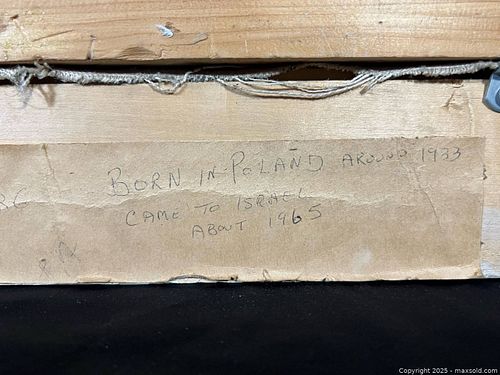 BORN IN POLAND AROUND 1933
CAME TO ISRAEL
ABOUT 1965
Copyright © 2025 - maxsold.com